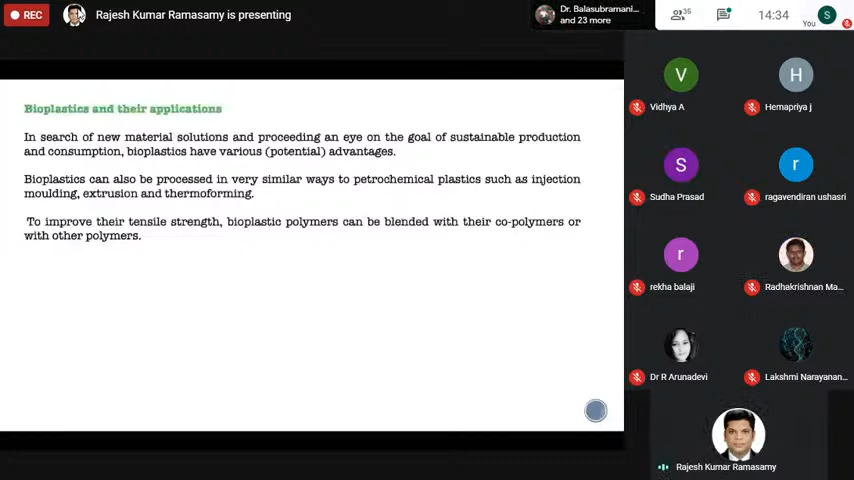 REC
Rajesh Kumar Ramasamy is presenting
Dr. Balasubramani...
and 23 more
35
14:34
You
S
Bioplastics and their applications
In search of new material solutions and proceeding an eye on the goal of sustainable production
and consumption, bioplastics have various (potential) advantages.
Bioplastics can also be processed in very similar ways to petrochemical plastics such as injection
moulding, extrusion and thermoforming.
To improve their tensile strength, bioplastic polymers can be blended with their co-polymers or
with other polymers.
V
Vidhya A
H
Hemapriya j
S
Sudha Prasad
r
ragavendiran ushasri
r
rekha balaji
Radhakrishnan Ma...
Dr R Arunadevi
Lakshmi Narayanan...
Rajesh Kumar Ramasamy